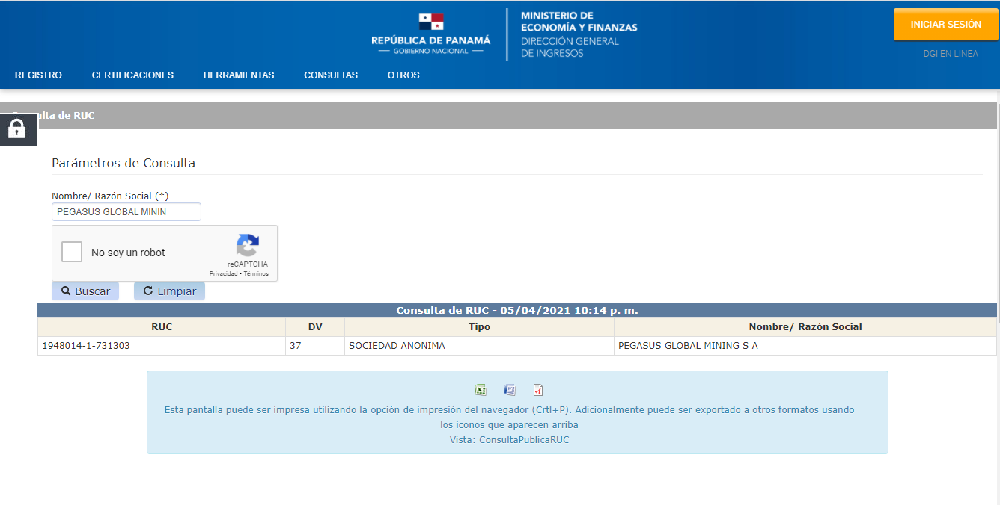 REPÚBLICA DE PANAMÁ
— GOBIERNO NACIONAL —
MINISTERIO DE
ECONOMÍA Y FINANZAS
DIRECCIÓN GENERAL
DE INGRESOS
INICIAR SESIÓN
DGI EN LINEA
REGISTRO CERTIFICACIONES HERRAMIENTAS CONSULTAS OTROS
ulta de RUC
Parámetros de Consulta
Nombre/ Razón Social (*)
PEGASUS GLOBAL MININ
No soy un robot
reCAPTCHA
Privacidad - Términos
Buscar Limpiar
Consulta de RUC - 05/04/2021 10:14 p. m.
RUC DV Tipo Nombre/ Razón Social
1948014-1-731303 37 SOCIEDAD ANONIMA PEGASUS GLOBAL MINING S A
Esta pantalla puede ser impresa utilizando la opción de impresión del navegador (Crtl+P). Adicionalmente puede ser exportado a otros formatos usando
los iconos que aparecen arriba
Vista: ConsultaPublicaRUC